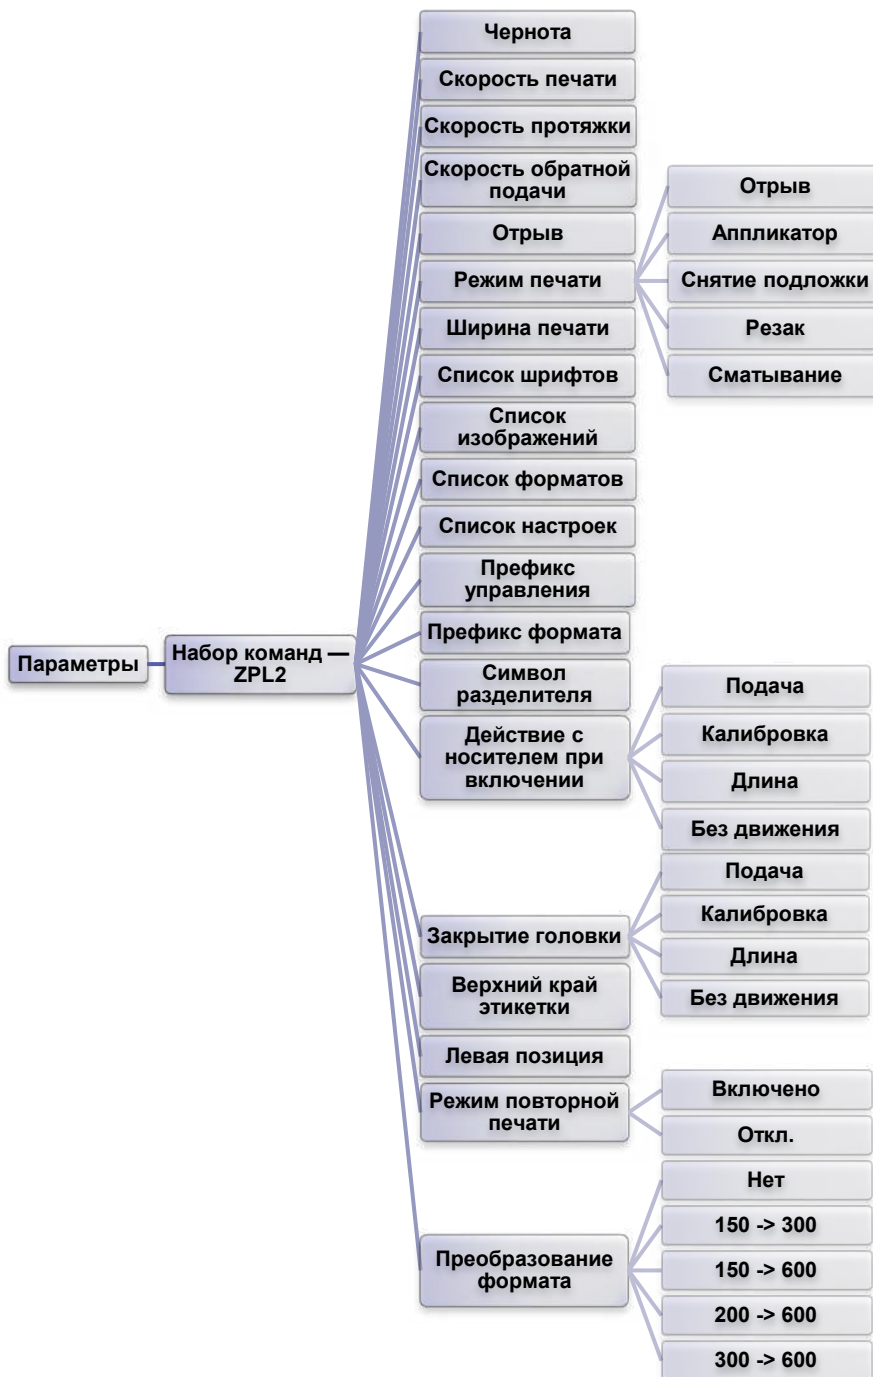 Параметры
Набор команд —
ZPL2
Чернота
Скорость печати
Скорость протяжки
Скорость обратной
подачи
Отрыв
Режим печати
Отрыв
Аппликатор
Снятие подложки
Резак
Сматывание
Ширина печати
Список шрифтов
Список
изображений
Список форматов
Список настроек
Префикс
управления
Префикс формата
Символ
разделителя
Действие с
носителем при
включении
Подача
Калибровка
Длина
Без движения
Закрытие головки
Подача
Калибровка
Длина
Без движения
Верхний край
этикетки
Левая позиция
Режим повторной
печати
Включено
Откл.
Преобразование
формата
Нет
150 -> 300
150 -> 600
200 -> 600
300 -> 600